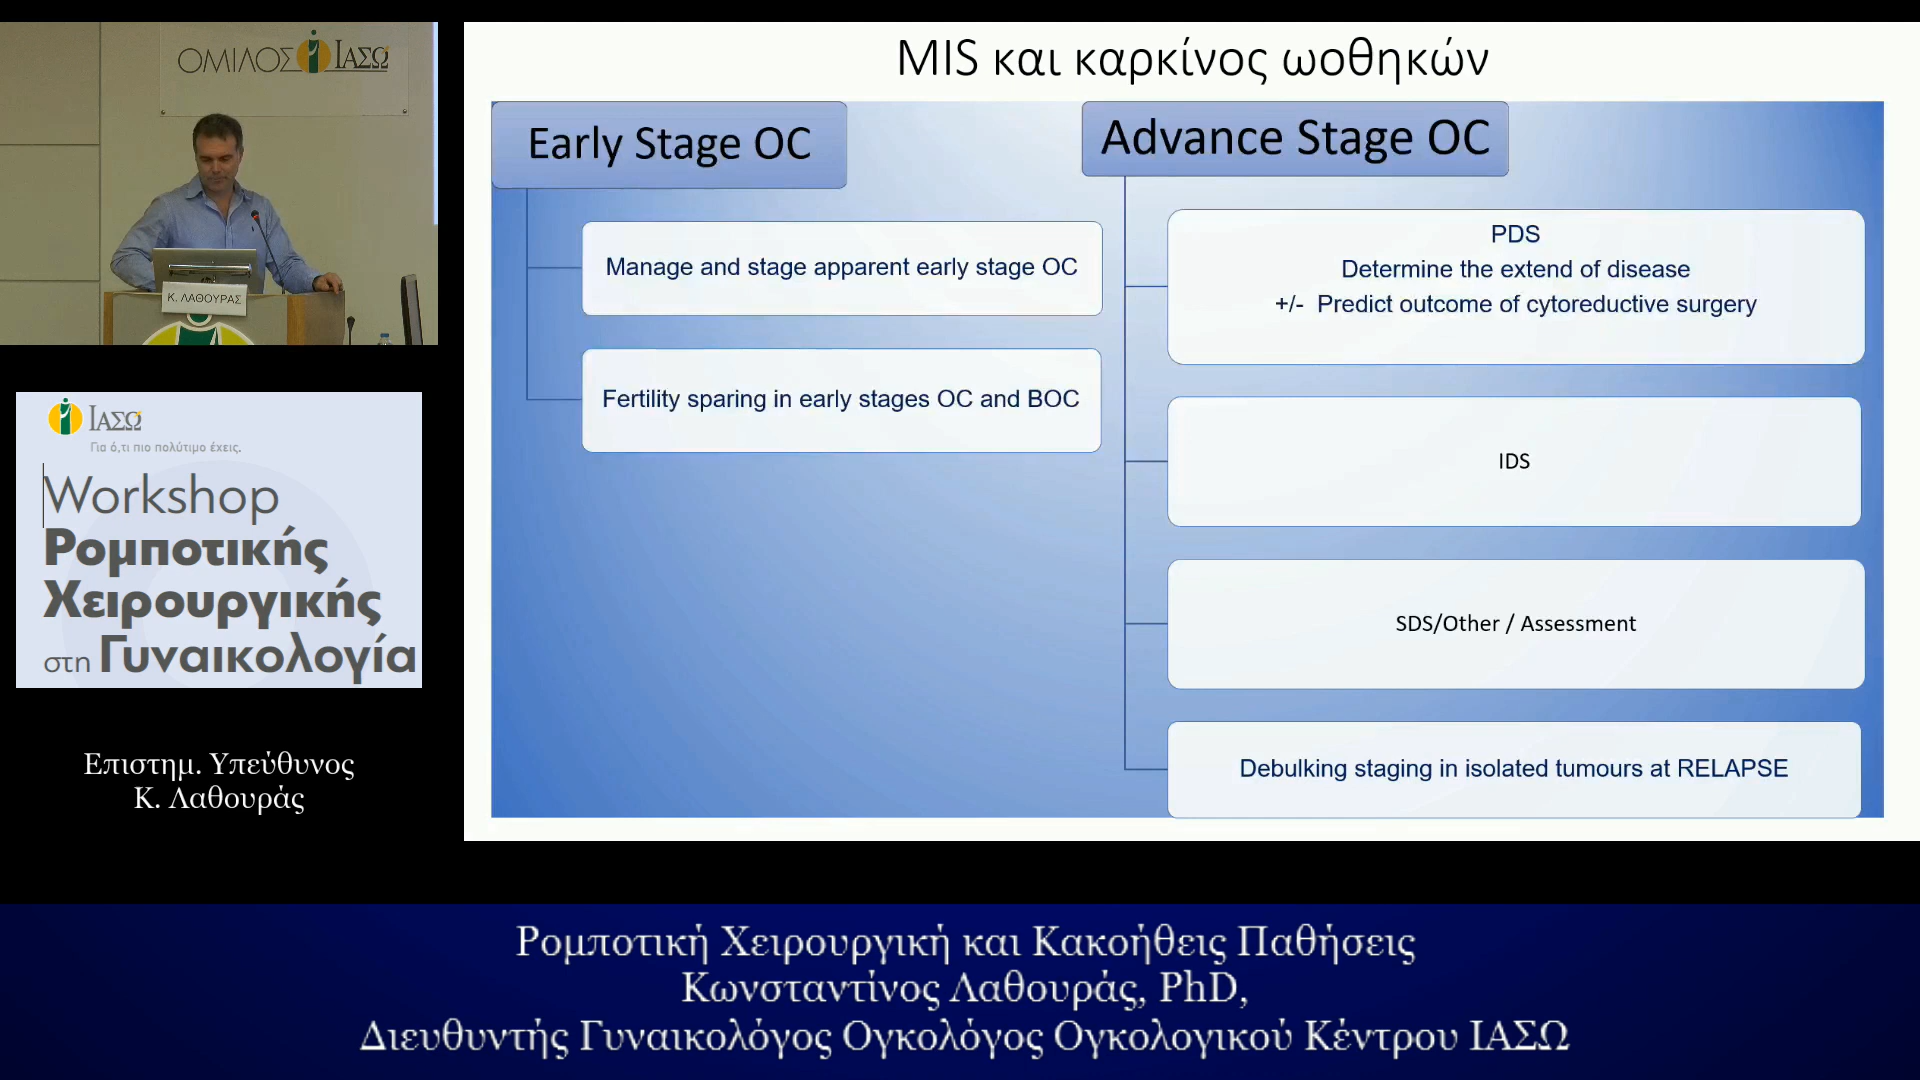 ΟΜΙΛΟΣ ΙΑΣΩ
Κ. ΛΑΘΟΥΡΑΣ
ΙΑΣΩ
Για ό,τι πιο πολύτιμο έχεις.
Workshop
Ρομποτικής
Χειρουργικής
στη Γυναικολογία
Επιστημ. Υπεύθυνος
Κ. Λαθουράς
MIS και καρκίνος ωοθηκών
Early Stage OC
Manage and stage apparent early stage OC
Fertility sparing in early stages OC and BOC
Advance Stage OC
PDS
Determine the extend of disease
+/- Predict outcome of cytoreductive surgery
IDS
SDS/Other / Assessment
Debulking staging in isolated tumours at RELAPSE
Ρομποτική Χειρουργική και Κακοήθεις Παθήσεις
Κωνσταντίνος Λαθουράς, PhD,
Διευθυντής Γυναικολόγος Ογκολόγος Ογκολογικού Κέντρου ΙΑΣΩ